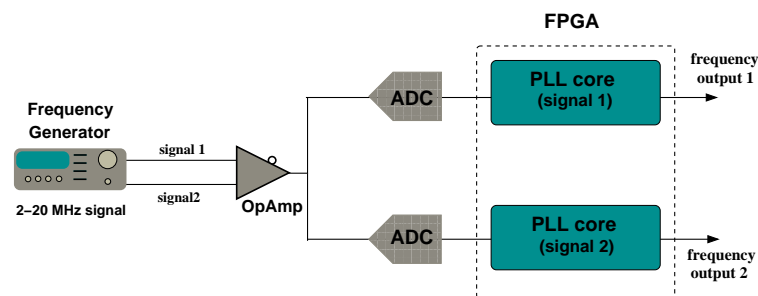 FPGA
frequency
output 1
PLL core
(signal 1)
ADC
Frequency
Generator
signal 1
signal2
OpAmp
2–20 MHz signal
ADC
PLL core
(signal 2)
frequency
output 2